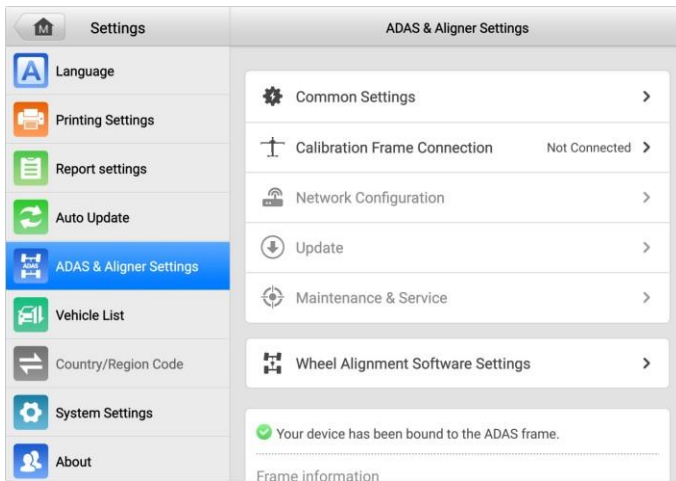 M
Settings
ADAS & Aligner Settings
A
Language
Printing Settings
Report settings
Auto Update
ADAS
ADAS & Aligner Settings
Vehicle List
Country/Region Code
System Settings
About
Common Settings
Calibration Frame Connection Not Connected
Network Configuration
Update
Maintenance & Service
Wheel Alignment Software Settings
Your device has been bound to the ADAS frame.
Frame information